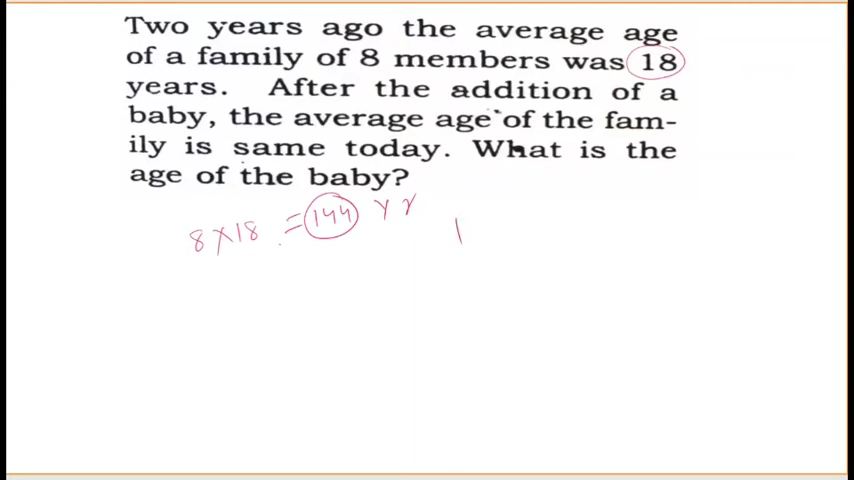 Two years ago the average age
of a family of 8 members was 18
years. After the addition of a
baby, the average age of the fam-
ily is same today. What is the
age of the baby?
8×18 = 144 Yr